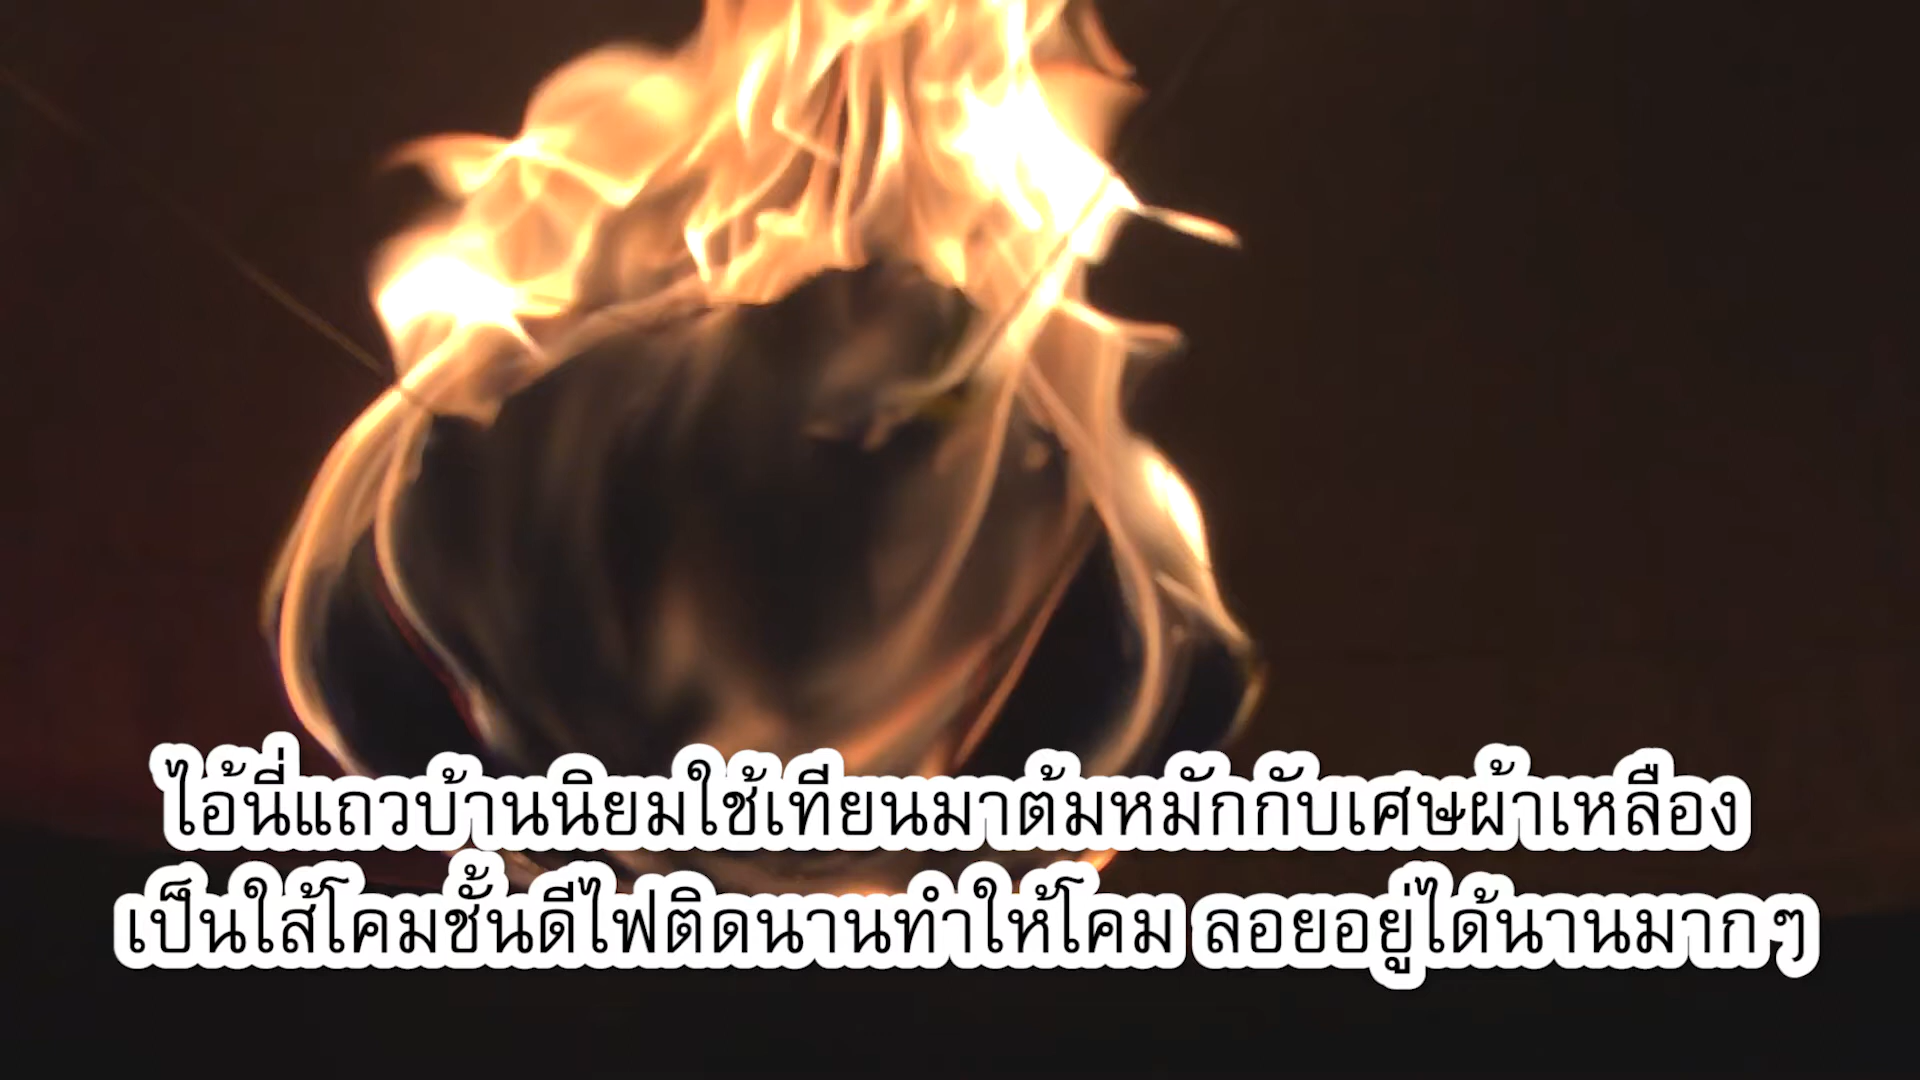 ไอ้นี่แถวบ้านนิยมใช้เทียนมาต้มหมักกับเศษผ้าเหลือง
เป็นใส้โคมชั้นดีไฟติดนานทำให้โคม ลอยอยู่ได้นานมากๆ